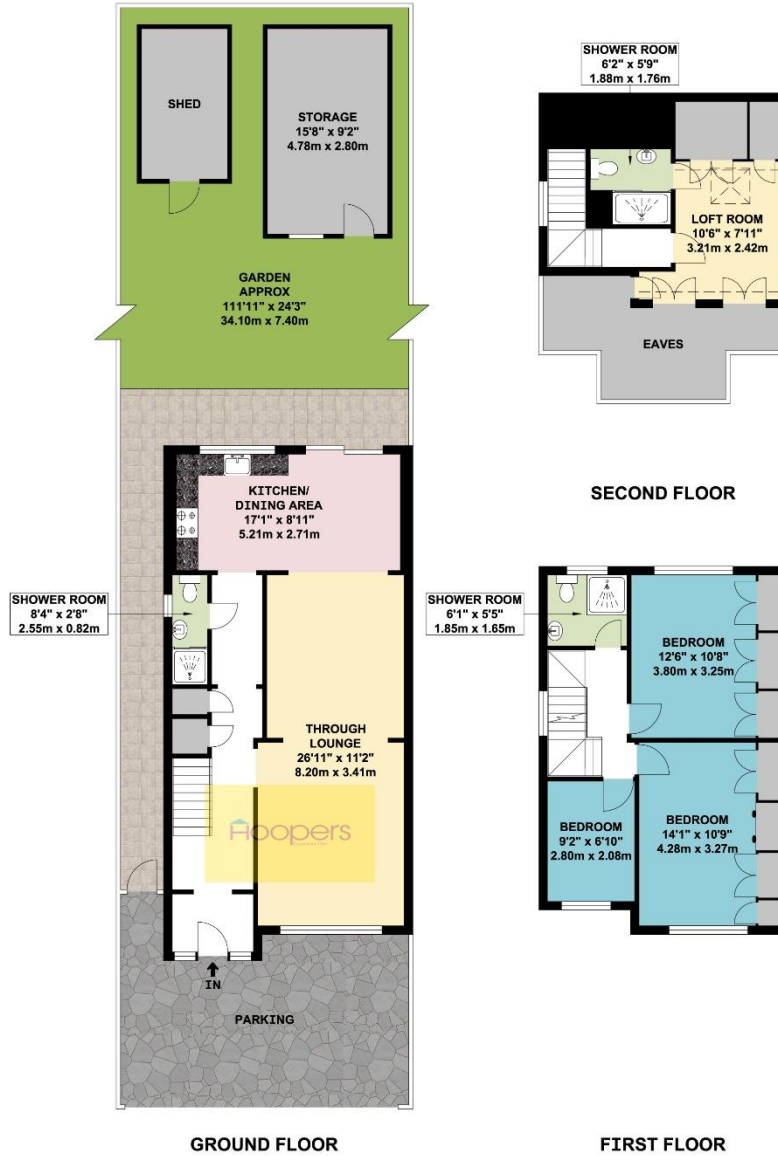 SHED
STORAGE
15'8" x 9'2"
4.78m x 2.80m
GARDEN
APPROX
111'11" x 24'3"
34.10m x 7.40m
KITCHEN/
DINING AREA
17'1" x 8'11"
5.21m x 2.71m
SHOWER ROOM
8'4" x 2'8"
2.55m x 0.82m
THROUGH
LOUNGE
26'11" x 11'2"
8.20m x 3.41m
Hoopers
IN
PARKING
GROUND FLOOR
SHOWER ROOM
6'2" x 5'9"
1.88m x 1.76m
LOFT ROOM
10'6" x 7'11"
3.21m x 2.42m
EAVES
SECOND FLOOR
SHOWER ROOM
6'1" x 5'5"
1.85m x 1.65m
BEDROOM
12'6" x 10'8"
3.80m x 3.25m
BEDROOM
9'2" x 6'10"
2.80m x 2.08m
BEDROOM
14'1" x 10'9"
4.28m x 3.27m
FIRST FLOOR